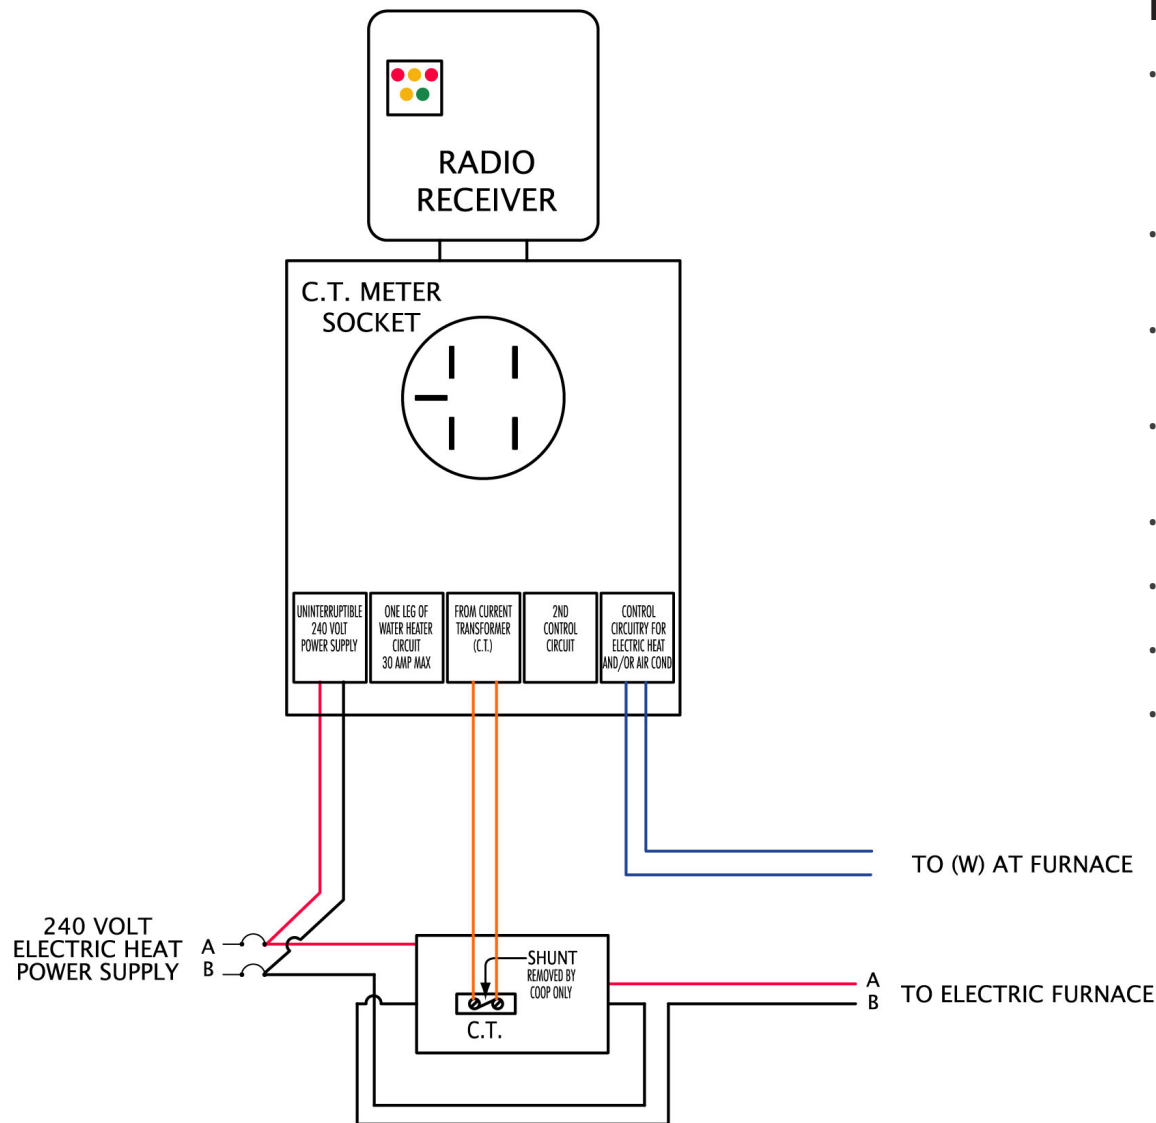 RADIO
RECEIVER
C.T. METER
SOCKET
UNINTERRUPTIBLE
240 VOLT
POWER SUPPLY
ONE LEG OF
WATER HEATER
CIRCUIT
30 AMP MAX
FROM CURRENT
TRANSFORMER
(C.T.)
2ND
CONTROL
CIRCUIT
CONTROL
CIRCUITRY FOR
ELECTRIC HEAT
AND/OR AIR COND
TO (W) AT FURNACE
240 VOLT
ELECTRIC HEAT
POWER SUPPLY
A
B
SHUNT
REMOVED BY
COOP ONLY
C.T.
A
B
TO ELECTRIC FURNACE